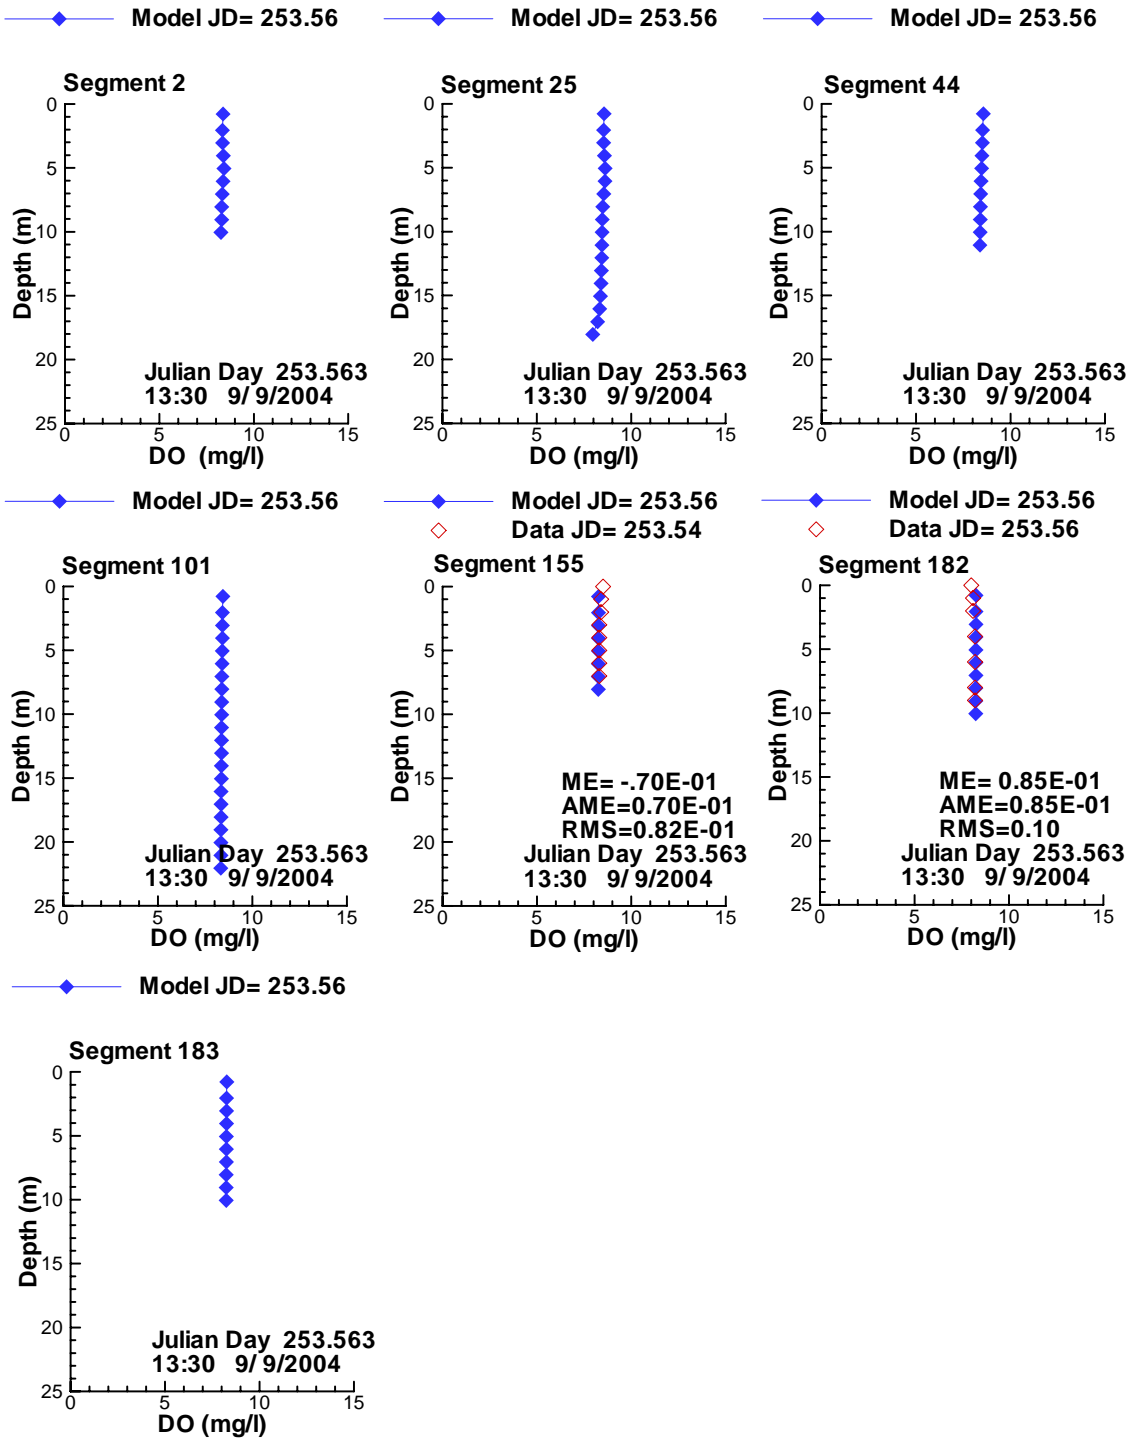 Model JD= 253.56
Segment 2
0
5
10
15
20
25
Depth (m)
Julian Day 253.563
13:30 9/ 9/2004
0 5 10 15
DO (mg/l)
Model JD= 253.56
Segment 25
0
5
10
15
20
25
Depth (m)
Julian Day 253.563
13:30 9/ 9/2004
0 5 10 15
DO (mg/l)
Model JD= 253.56
Segment 44
0
5
10
15
20
25
Depth (m)
Julian Day 253.563
13:30 9/ 9/2004
0 5 10 15
DO (mg/l)
Model JD= 253.56
Segment 101
0
5
10
15
20
25
Depth (m)
Julian Day 253.563
13:30 9/ 9/2004
0 5 10 15
DO (mg/l)
Model JD= 253.56
Data JD= 253.54
Segment 155
0
5
10
15
20
25
Depth (m)
ME= -.70E-01
AME=0.70E-01
RMS=0.82E-01
Julian Day 253.563
13:30 9/ 9/2004
0 5 10 15
DO (mg/l)
Model JD= 253.56
Data JD= 253.56
Segment 182
0
5
10
15
20
25
Depth (m)
ME= 0.85E-01
AME=0.85E-01
RMS=0.10
Julian Day 253.563
13:30 9/ 9/2004
0 5 10 15
DO (mg/l)
Model JD= 253.56
Segment 183
0
5
10
15
20
25
Depth (m)
Julian Day 253.563
13:30 9/ 9/2004
0 5 10 15
DO (mg/l)